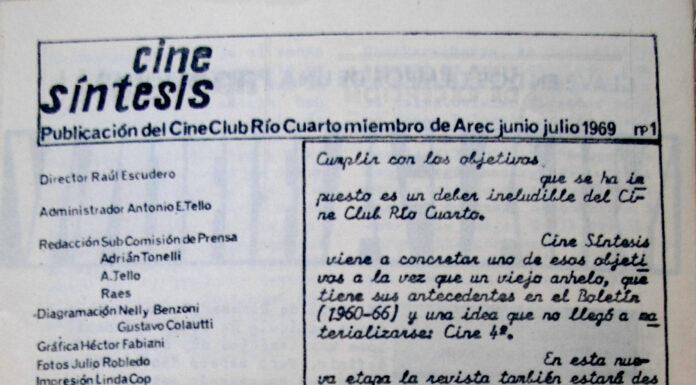 cine
síntesis
Publicación del Cine Club Río Cuarto miembro de Arec junio julio 1969 nº1
Director Raúl Escudero
Administrador Antonio E.Tello
Redacción Sub Comisión de Prensa
Adrián Tonelli
A.Tello
Raes
Diagramación Nelly Benzoni
Gustavo Colautti
Gráfica Héctor Fabiani
Fotos Julio Robledo
Impresión Linda Cop
Cumplir con los objetivos
que se ha im
puesto es un deber ineludible del Ci-
ne Club Río Cuarto.
Cine Síntesis
viene a concretar uno de esos objeti
vos a la vez que un viejo anhelo, que
tiene sus antecedentes en el Boletín
(1960-66) y una idea que no llegó a ma
terializarse: Cine 4º.
En esta nue-
va etapa la revista también estará des